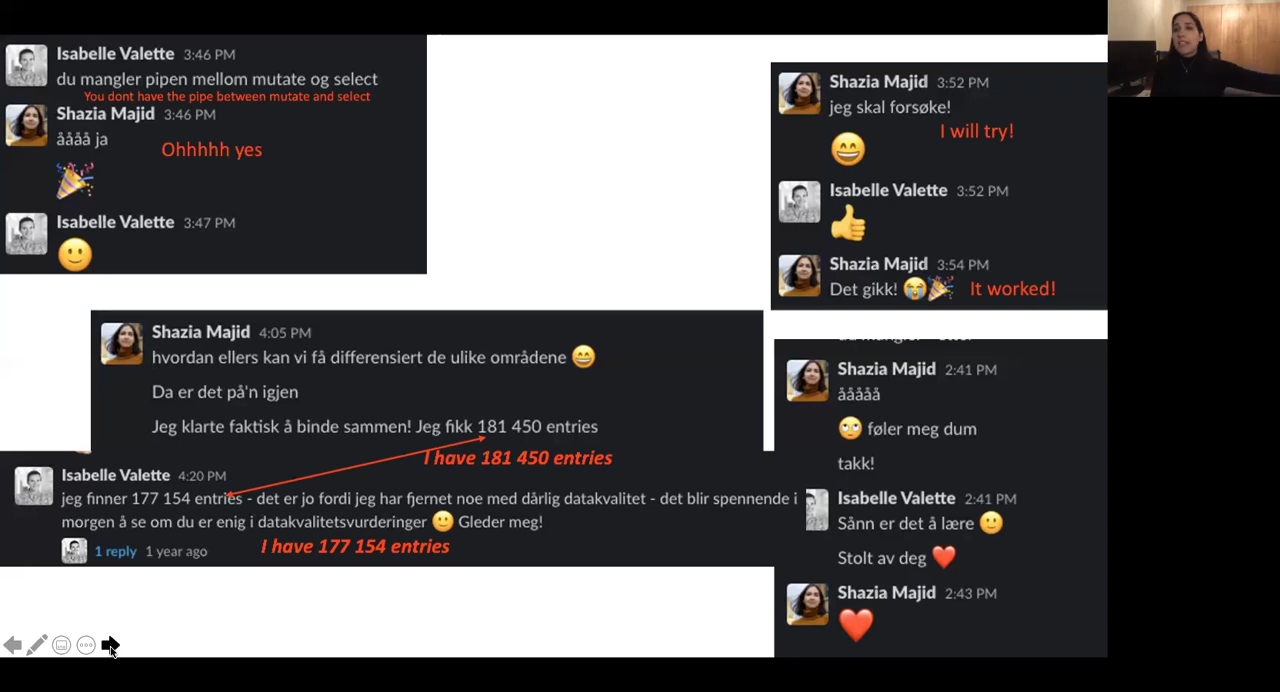 Isabelle Valette 3:46 PM
du mangler pipen mellom mutate og select
You dont have the pipe between mutate and select
Shazia Majid 3:46 PM
åååå ja
Ohhhhh yes
Isabelle Valette 3:47 PM
Shazia Majid 3:52 PM
jeg skal forsøke!
I will try!
Isabelle Valette 3:52 PM
Shazia Majid 3:54 PM
Det gikk! 😭🎉 It worked!
Shazia Majid 4:05 PM
hvordan ellers kan vi få differensiert de ulike områdene 😄
Da er det på'n igjen
Jeg klarte faktisk å binde sammen! Jeg fikk 181 450 entries
I have 181 450 entries
Isabelle Valette 4:20 PM
jeg finner 177 154 entries - det er jo fordi jeg har fjernet noe med dårlig datakvalitet - det blir spennende i
morgen å se om du er enig i datakvalitetsvurderinger 🙂 Gleder meg!
1 reply 1 year ago
I have 177 154 entries
Shazia Majid 2:41 PM
ååååå
🙄 føler meg dum
takk!
Isabelle Valette 2:41 PM
Sånn er det å lære 🙂
Stolt av deg ❤️
Shazia Majid 2:43 PM